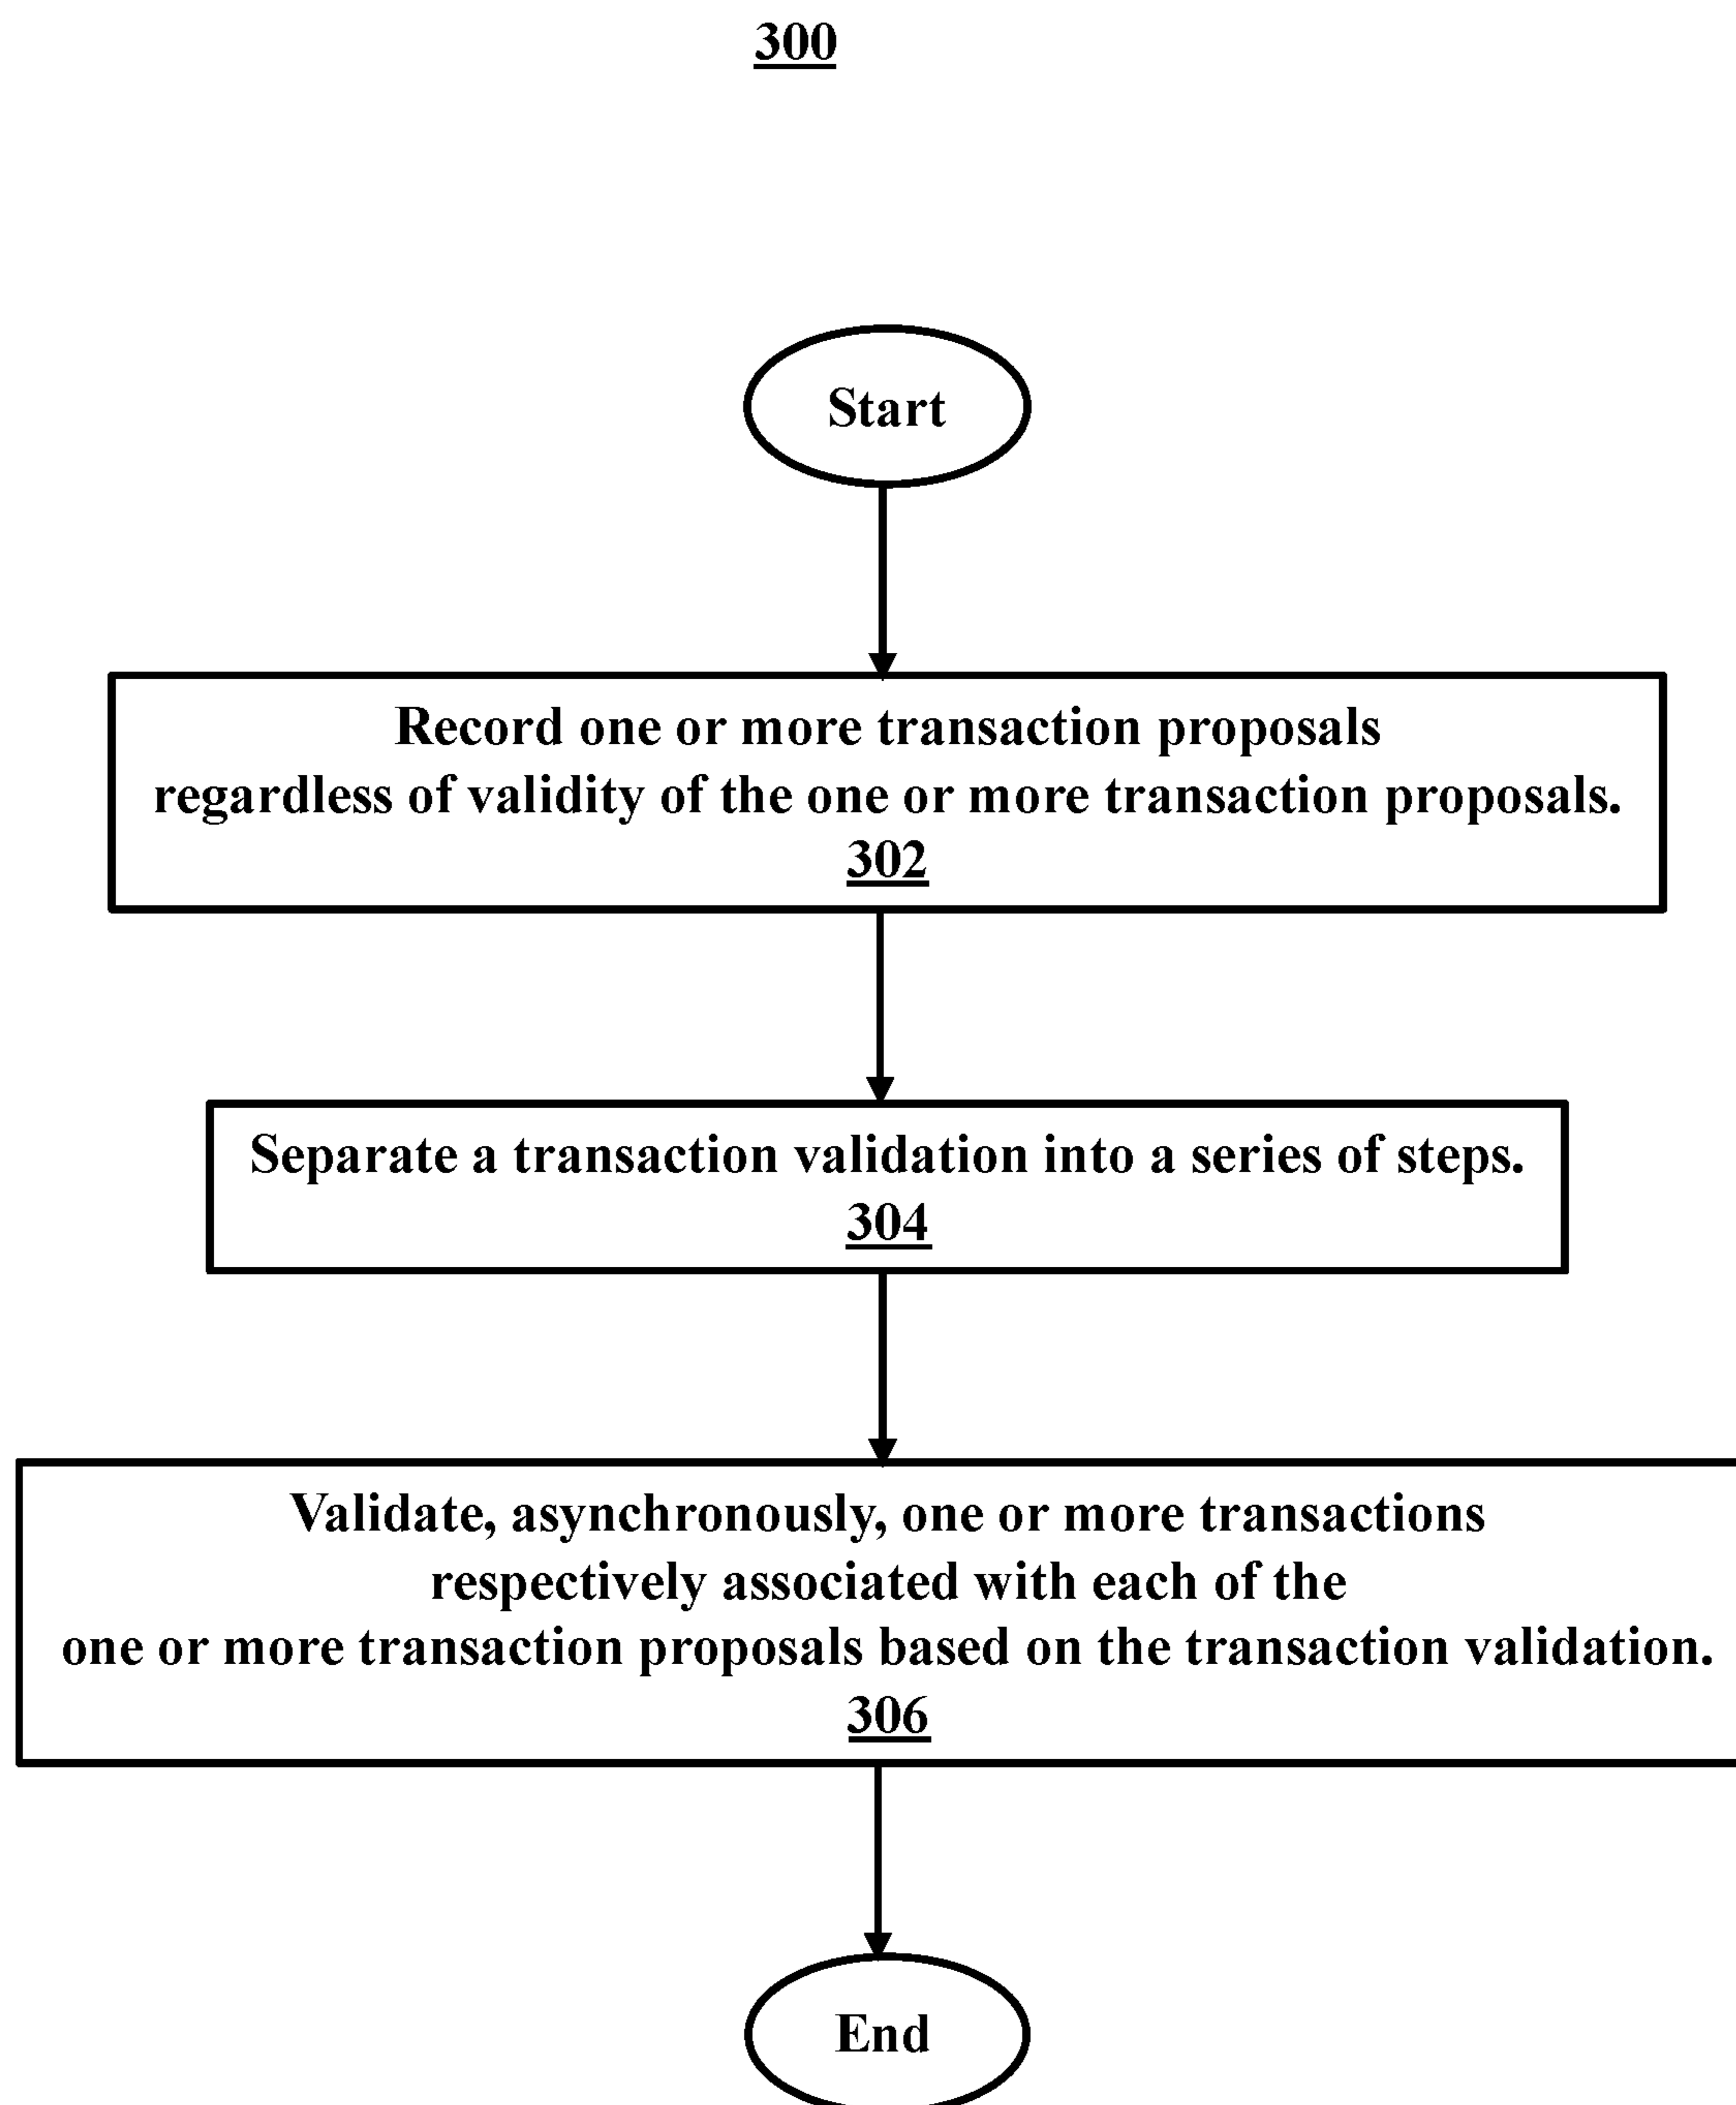 300
Start
Record one or more transaction proposals
regardless of validity of the one or more transaction proposals.
302
Separate a transaction validation into a series of steps.
304
Validate, asynchronously, one or more transactions
respectively associated with each of the
one or more transaction proposals based on the transaction validation.
306
End